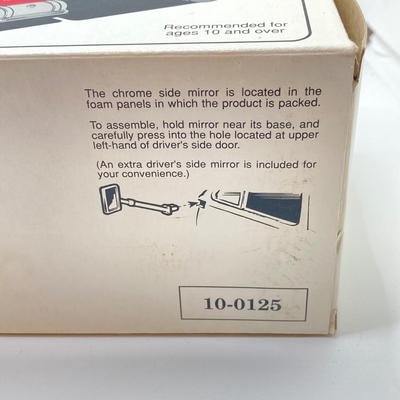 Recommended for
ages 10 and over
The chrome side mirror is located in the
foam panels in which the product is packed.
To assemble, hold mirror near its base, and
carefully press into the hole located at upper
left-hand of driver's side door.
(An extra driver's side mirror is included for
your convenience.)
10-0125